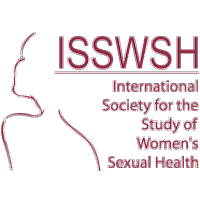 ISSWSH
International
Society for the
Study of
Women's
Sexual Health